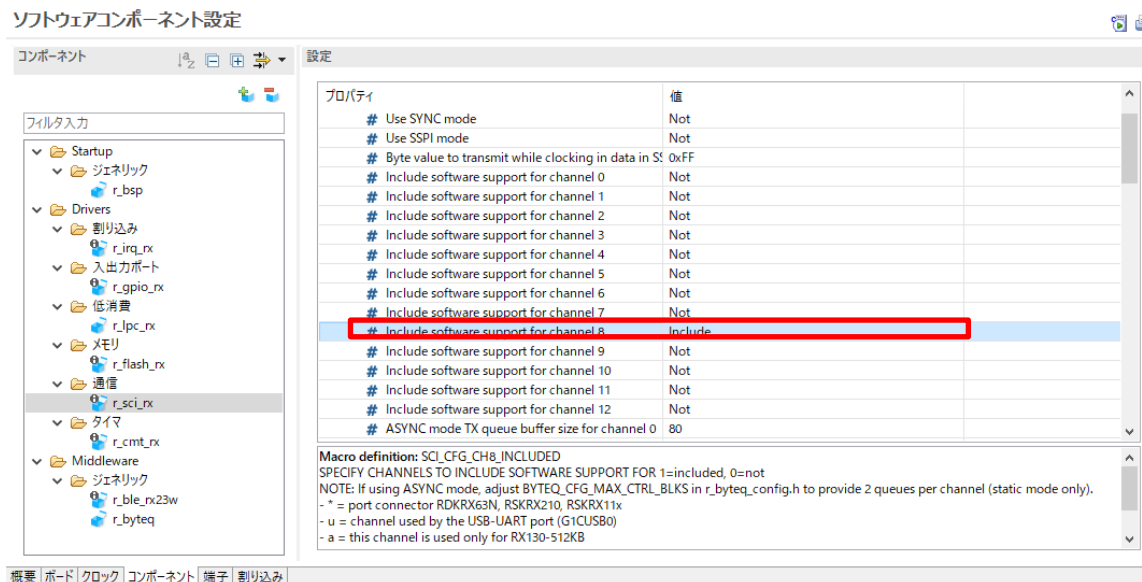 ソフトウェアコンポーネント設定
コンポーネント
設定
フィルタ入力
Startup
ジェネリック
r_bsp
Drivers
割り込み
r_irq_rx
入出力ポート
r_gpio_rx
低消費
r_lpc_rx
メモリ
r_flash_rx
通信
r_sci_rx
タイマ
r_cmt_rx
Middleware
ジェネリック
r_ble_rx23w
r_byteq
プロパティ 値
# Use SYNC mode Not
# Use SSPI mode Not
# Byte value to transmit while clocking in data in SS 0xFF
# Include software support for channel 0 Not
# Include software support for channel 1 Not
# Include software support for channel 2 Not
# Include software support for channel 3 Not
# Include software support for channel 4 Not
# Include software support for channel 5 Not
# Include software support for channel 6 Not
# Include software support for channel 7 Not
# Include software support for channel 8 Include
# Include software support for channel 9 Not
# Include software support for channel 10 Not
# Include software support for channel 11 Not
# Include software support for channel 12 Not
# ASYNC mode TX queue buffer size for channel 0 80
Macro definition: SCI_CFG_CH8_INCLUDED
SPECIFY CHANNELS TO INCLUDE SOFTWARE SUPPORT FOR 1=included, 0=not
NOTE: If using ASYNC mode, adjust BYTEQ_CFG_MAX_CTRL_BLKS in r_byteq_config.h to provide 2 queues per channel (static mode only).
- * = port connector RDKRX63N, RSKRX210, RSKRX11x
- u = channel used by the USB-UART port (G1CUSB0)
- a = this channel is used only for RX130-512KB
概要 ボード クロック コンポーネント 端子 割り込み